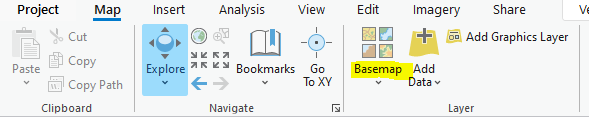 Project Map Insert Analysis View Edit Imagery Share
Paste
Cut
Copy
Copy Path
Clipboard
Explore
Bookmarks
Go
To XY
Navigate
Basemap
Add
Data
Add Graphics Layer
Layer